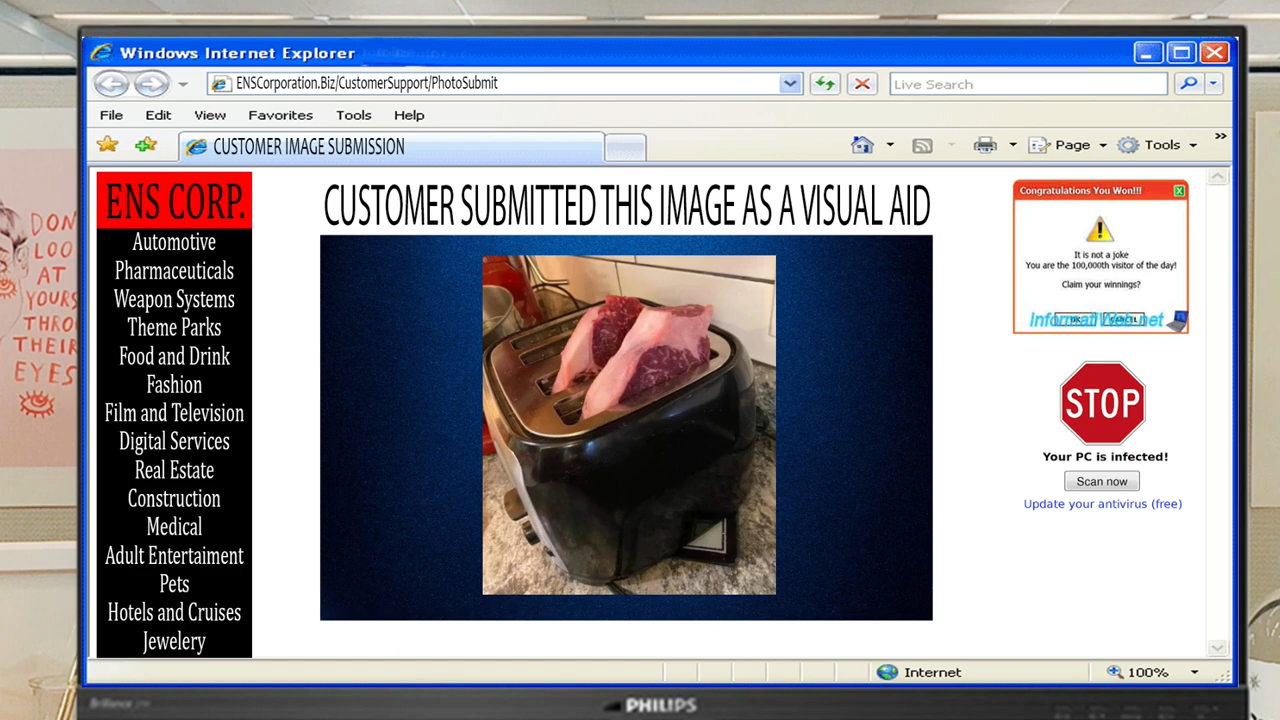 Windows Internet Explorer
ENSCorporation.Biz/CustomerSupport/PhotoSubmit
Live Search
File Edit View Favorites Tools Help
CUSTOMER IMAGE SUBMISSION
Page Tools
ENS CORP.
Automotive
Pharmaceuticals
Weapon Systems
Theme Parks
Food and Drink
Fashion
Film and Television
Digital Services
Real Estate
Construction
Medical
Adult Entertaiment
Pets
Hotels and Cruises
Jewelery
CUSTOMER SUBMITTED THIS IMAGE AS A VISUAL AID
Congratulations You Won!!!
It is not a joke
You are the 100,000th visitor of the day!
Claim your winnings?
STOP
Your PC is infected!
Scan now
Update your antivirus (free)
Internet
100%
PHILIPS
DON
LOO
AT
YOURS
THRO
THEIR
EYES